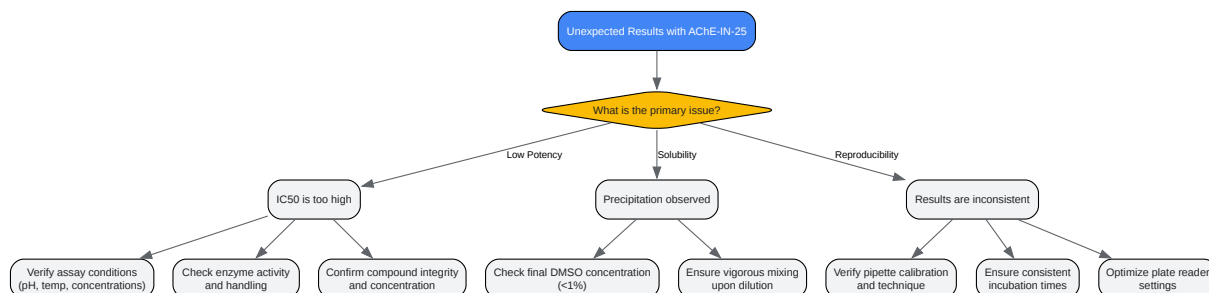 Unexpected Results with AChE-IN-25
What is the primary issue?
Low Potency
Solubility
Reproducibility
IC50 is too high
Precipitation observed
Results are inconsistent
Verify assay conditions
(pH, temp, concentrations)
Check enzyme activity
and handling
Confirm compound integrity
and concentration
Check final DMSO concentration
(<1%)
Ensure vigorous mixing
upon dilution
Verify pipette calibration
and technique
Ensure consistent
incubation times
Optimize plate reader
settings